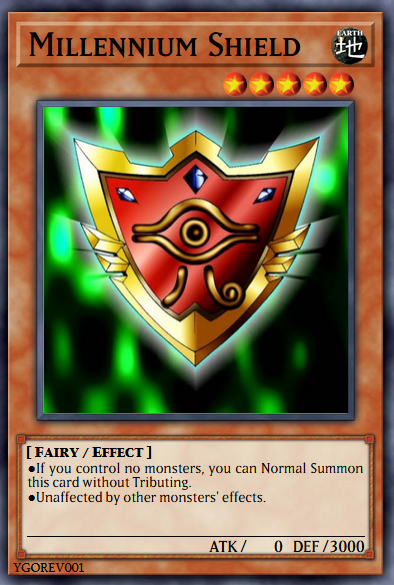 Millennium Shield
EARTH
地
[ Fairy / Effect ]
●If you control no monsters, you can Normal Summon
this card without Tributing.
●Unaffected by other monsters' effects.
ATK / 0 DEF /3000
YGOREV001